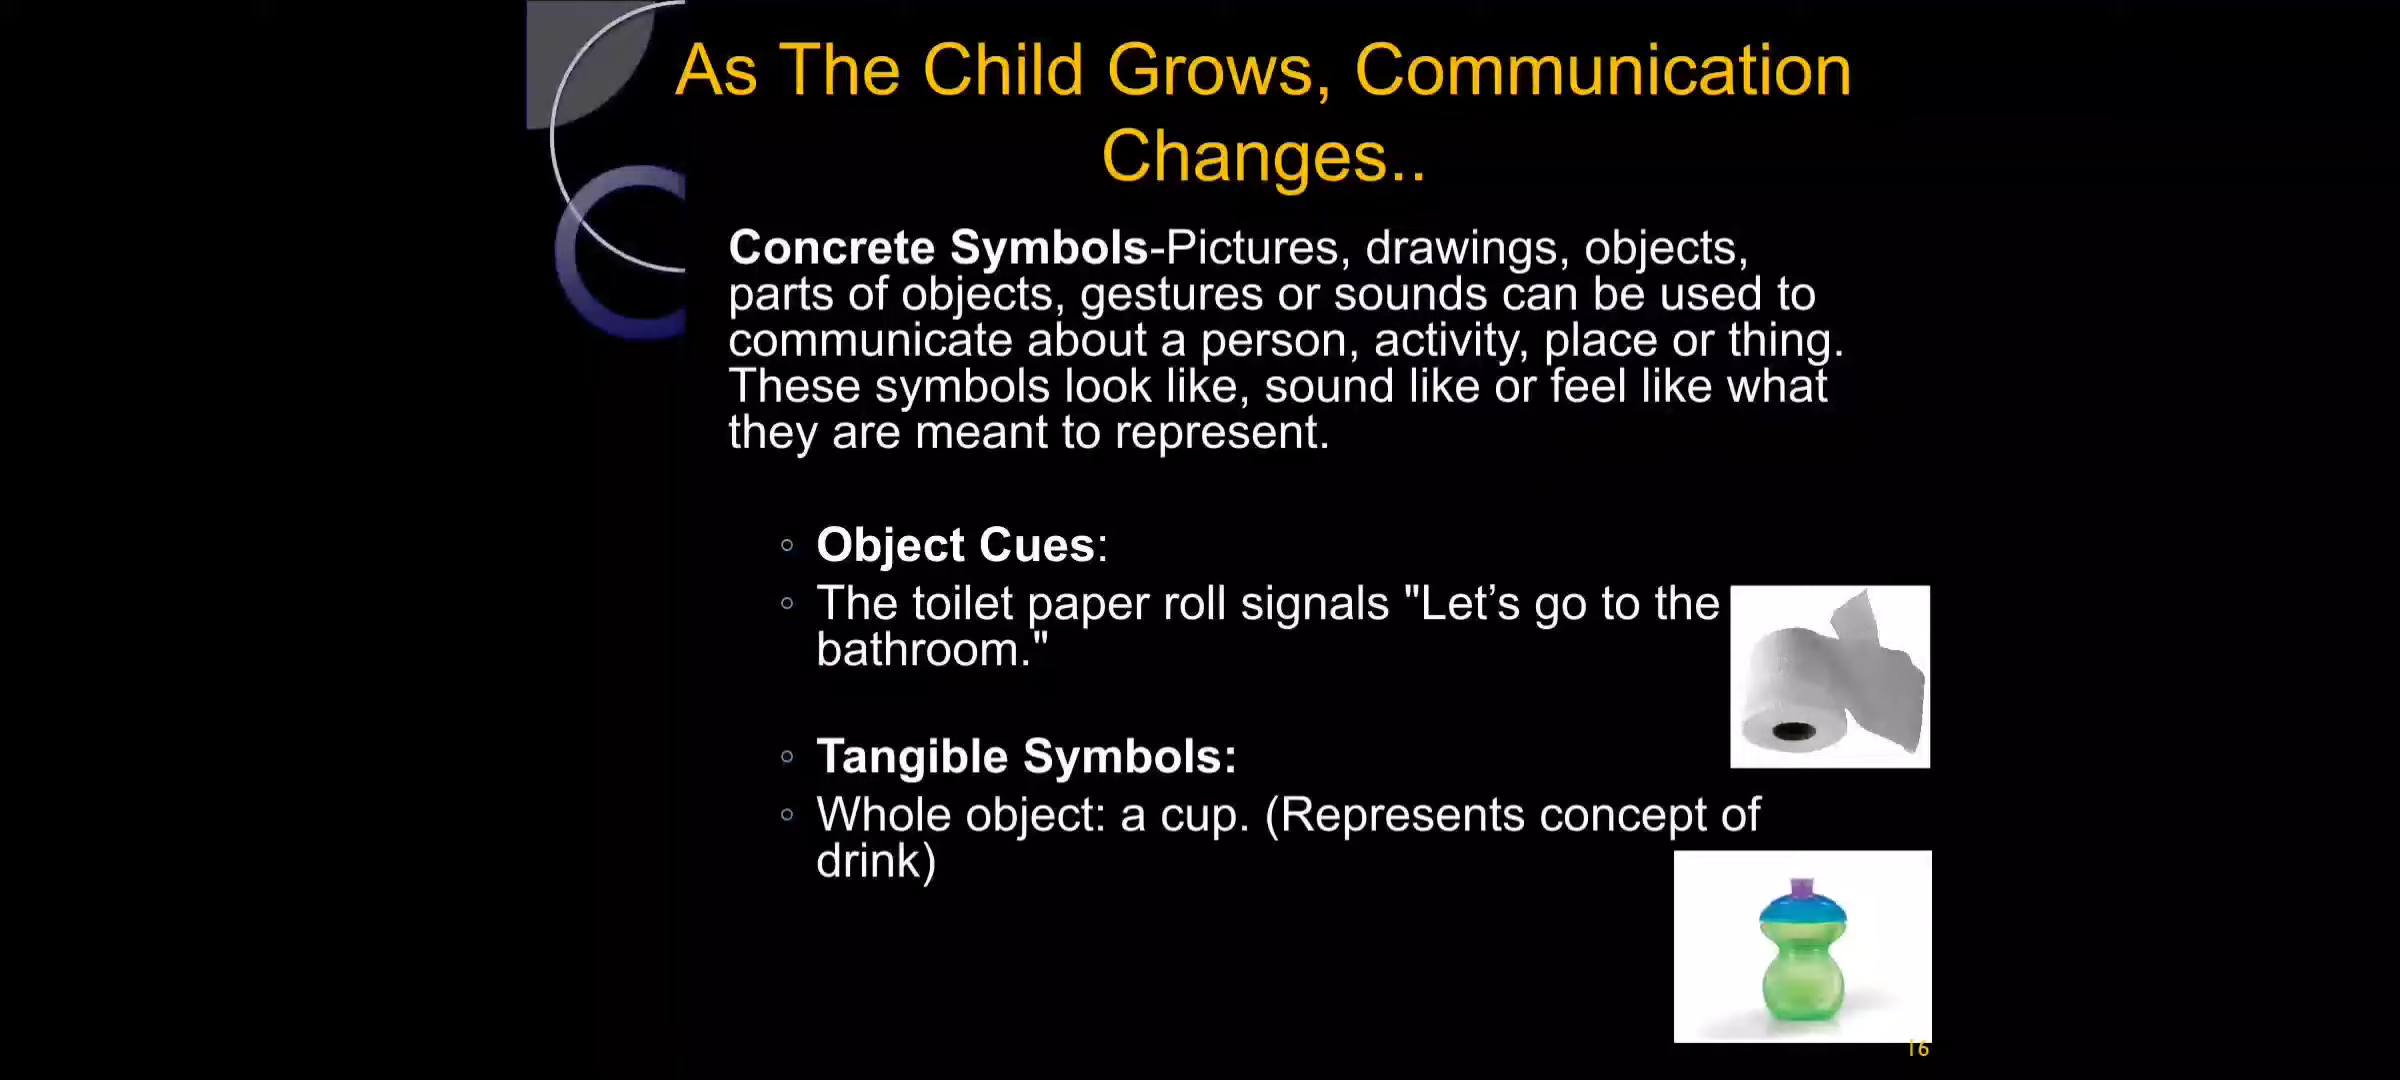 As The Child Grows, Communication
Changes..
Concrete Symbols-Pictures, drawings, objects,
parts of objects, gestures or sounds can be used to
communicate about a person, activity, place or thing.
These symbols look like, sound like or feel like what
they are meant to represent.
◦ Object Cues:
◦ The toilet paper roll signals "Let’s go to the
bathroom."
◦ Tangible Symbols:
◦ Whole object: a cup. (Represents concept of
drink)
16